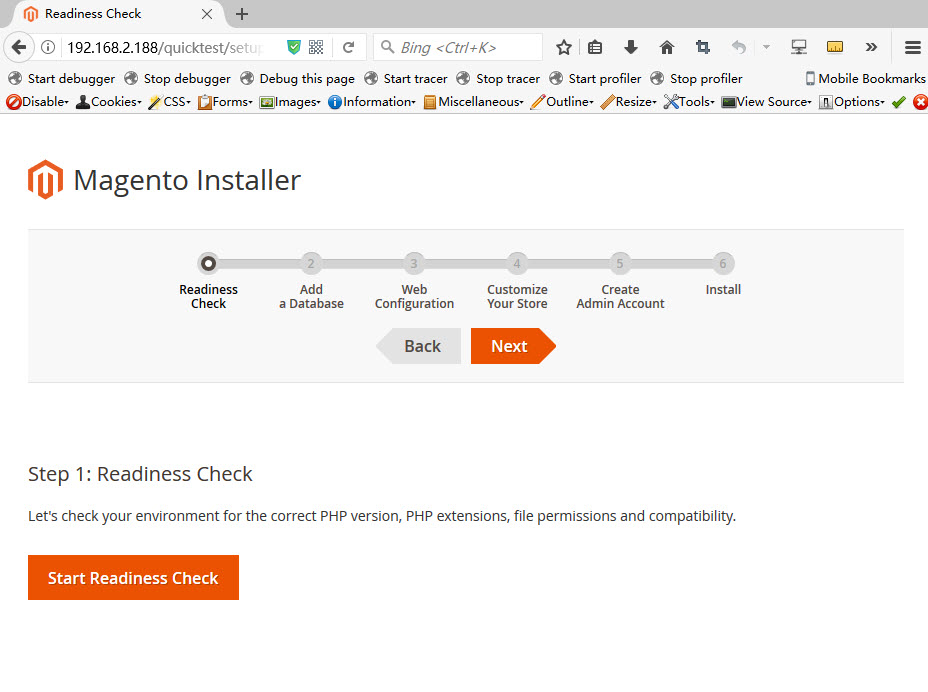 Readiness Check
192.168.2.188/quicktest/setup
Bing <Ctrl+K>
Start debugger Stop debugger Debug this page Start tracer Stop tracer Start profiler Stop profiler Mobile Bookmarks
Disable Cookies CSS Forms Images Information Miscellaneous Outline Resize Tools View Source Options
Magento Installer
2 3 4 5 6
Readiness Check
Add a Database
Web Configuration
Customize Your Store
Create Admin Account
Install
Back Next
Step 1: Readiness Check
Let's check your environment for the correct PHP version, PHP extensions, file permissions and compatibility.
Start Readiness Check